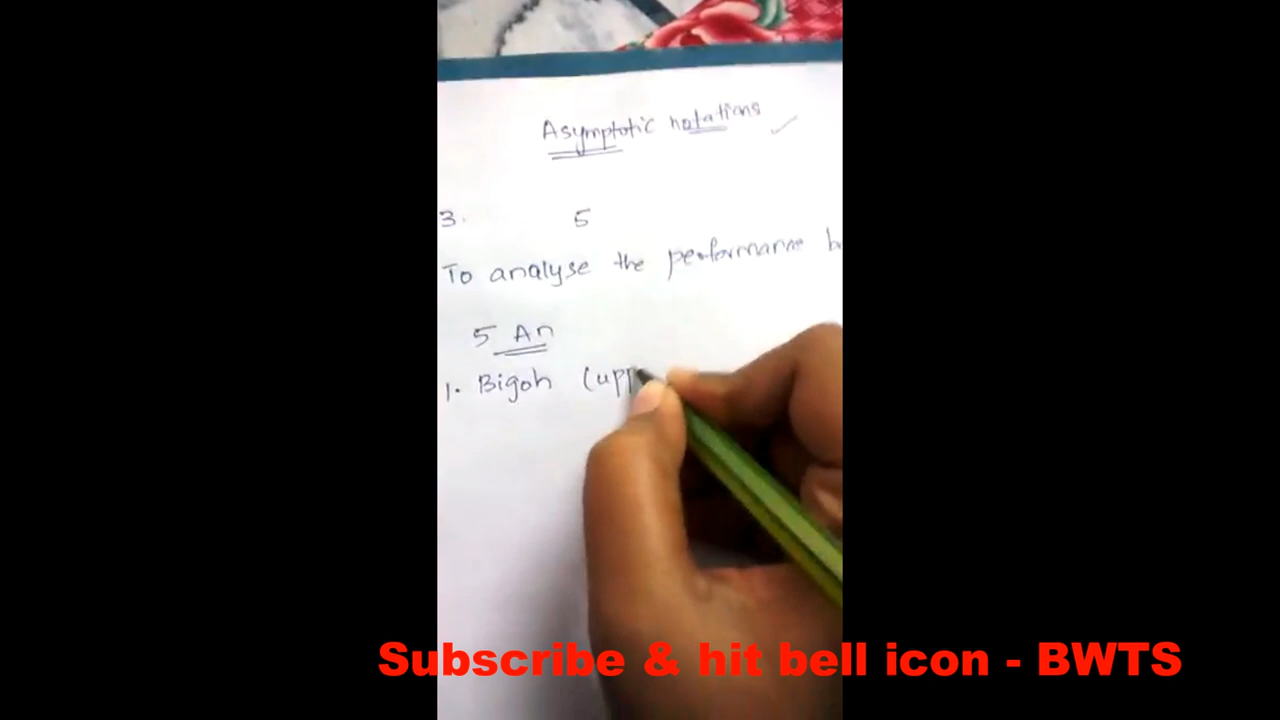 Asymptotic notations
3. 5
To analyse the performance
5 An
1. Bigoh (upp
Subscribe & hit bell icon - BWTS